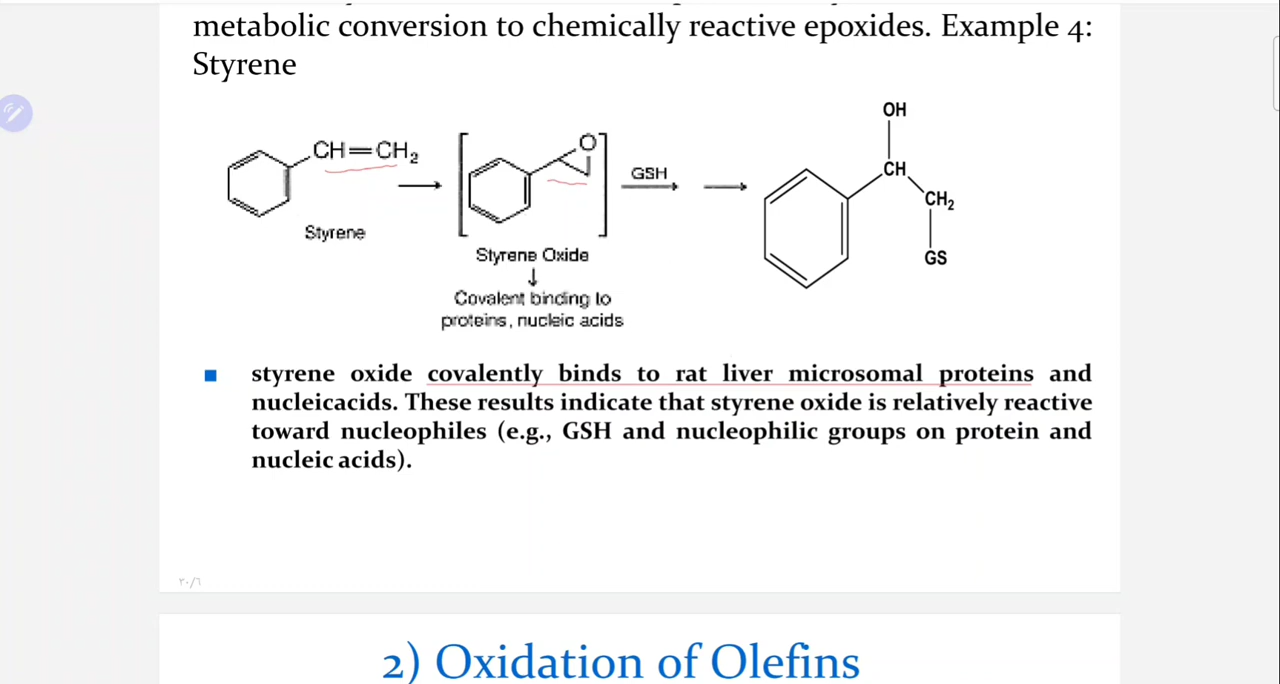 metabolic conversion to chemically reactive epoxides. Example 4:
Styrene
OH
CH=CH₂
O
CH
GSH
CH₂
Styrene
Styrene Oxide
GS
↓
Covalent binding to
proteins, nucleic acids
styrene oxide covalently binds to rat liver microsomal proteins and
nucleicacids. These results indicate that styrene oxide is relatively reactive
toward nucleophiles (e.g., GSH and nucleophilic groups on protein and
nucleic acids).
٣٠/٦
2) Oxidation of Olefins